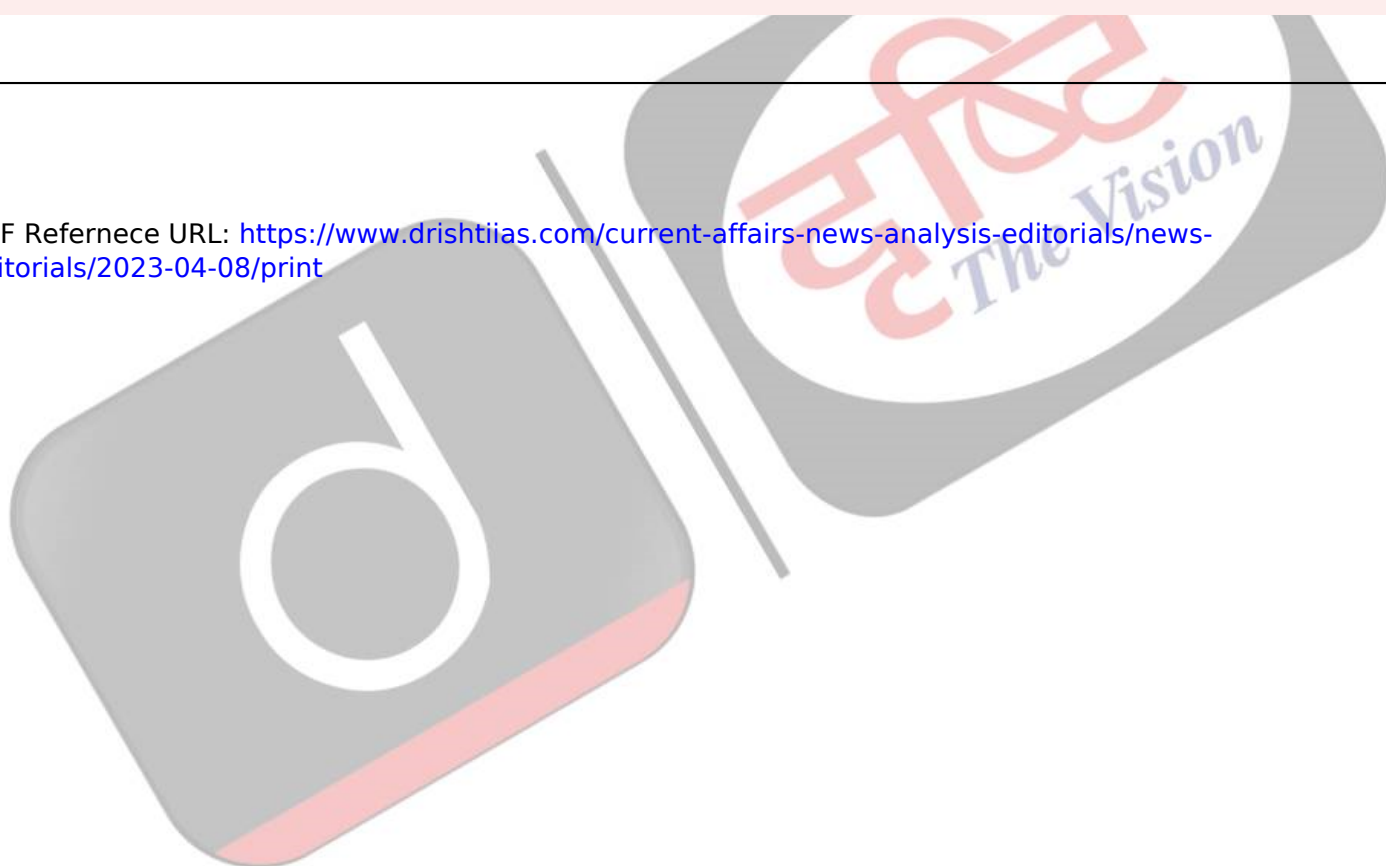 F Refernece URL: https://www.drishtiias.com/current-affairs-news-analysis-editorials/news-
itorials/2023-04-08/print
दृष्टि
The Vision
d